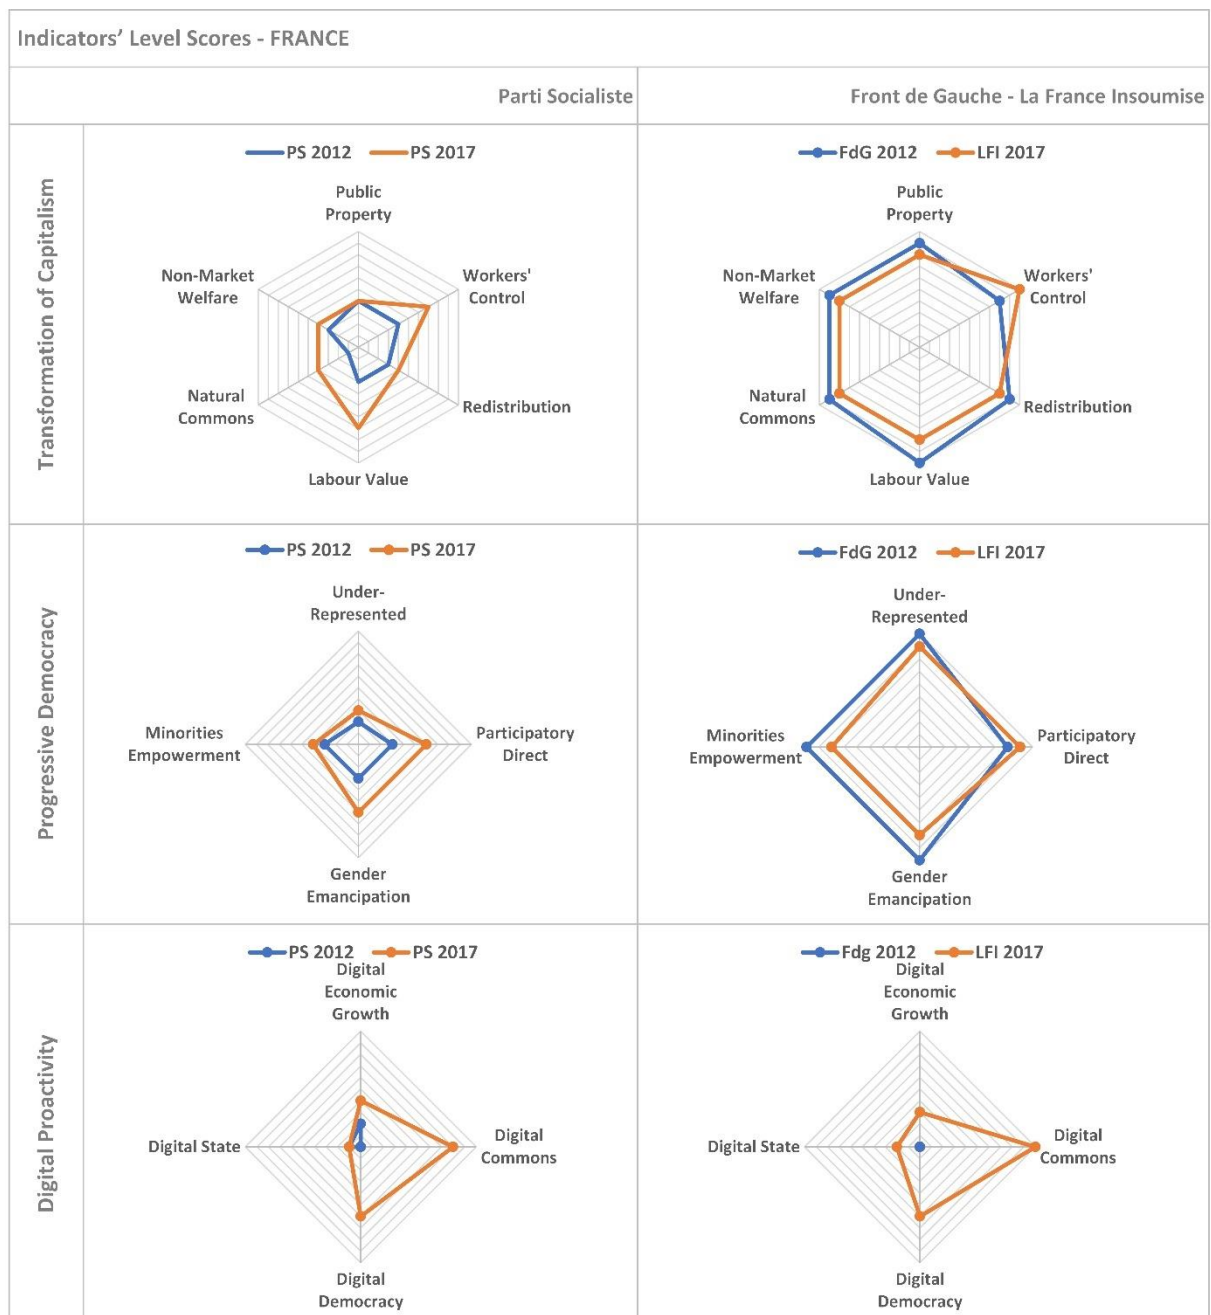 Indicators’ Level Scores - FRANCE
Parti Socialiste
Front de Gauche - La France Insoumise
Transformation of Capitalism
PS 2012
PS 2017
Public
Property
Workers'
Control
Redistribution
Labour Value
Natural
Commons
Non-Market
Welfare
FdG 2012
LFI 2017
Public
Property
Workers'
Control
Redistribution
Labour Value
Natural
Commons
Non-Market
Welfare
Progressive Democracy
PS 2012
PS 2017
Under-
Represented
Participatory
Direct
Gender
Emancipation
Minorities
Empowerment
FdG 2012
LFI 2017
Under-
Represented
Participatory
Direct
Gender
Emancipation
Minorities
Empowerment
Digital Proactivity
PS 2012
PS 2017
Digital
Economic
Growth
Digital
Commons
Digital
Democracy
Digital State
Fdg 2012
LFI 2017
Digital
Economic
Growth
Digital
Commons
Digital
Democracy
Digital State